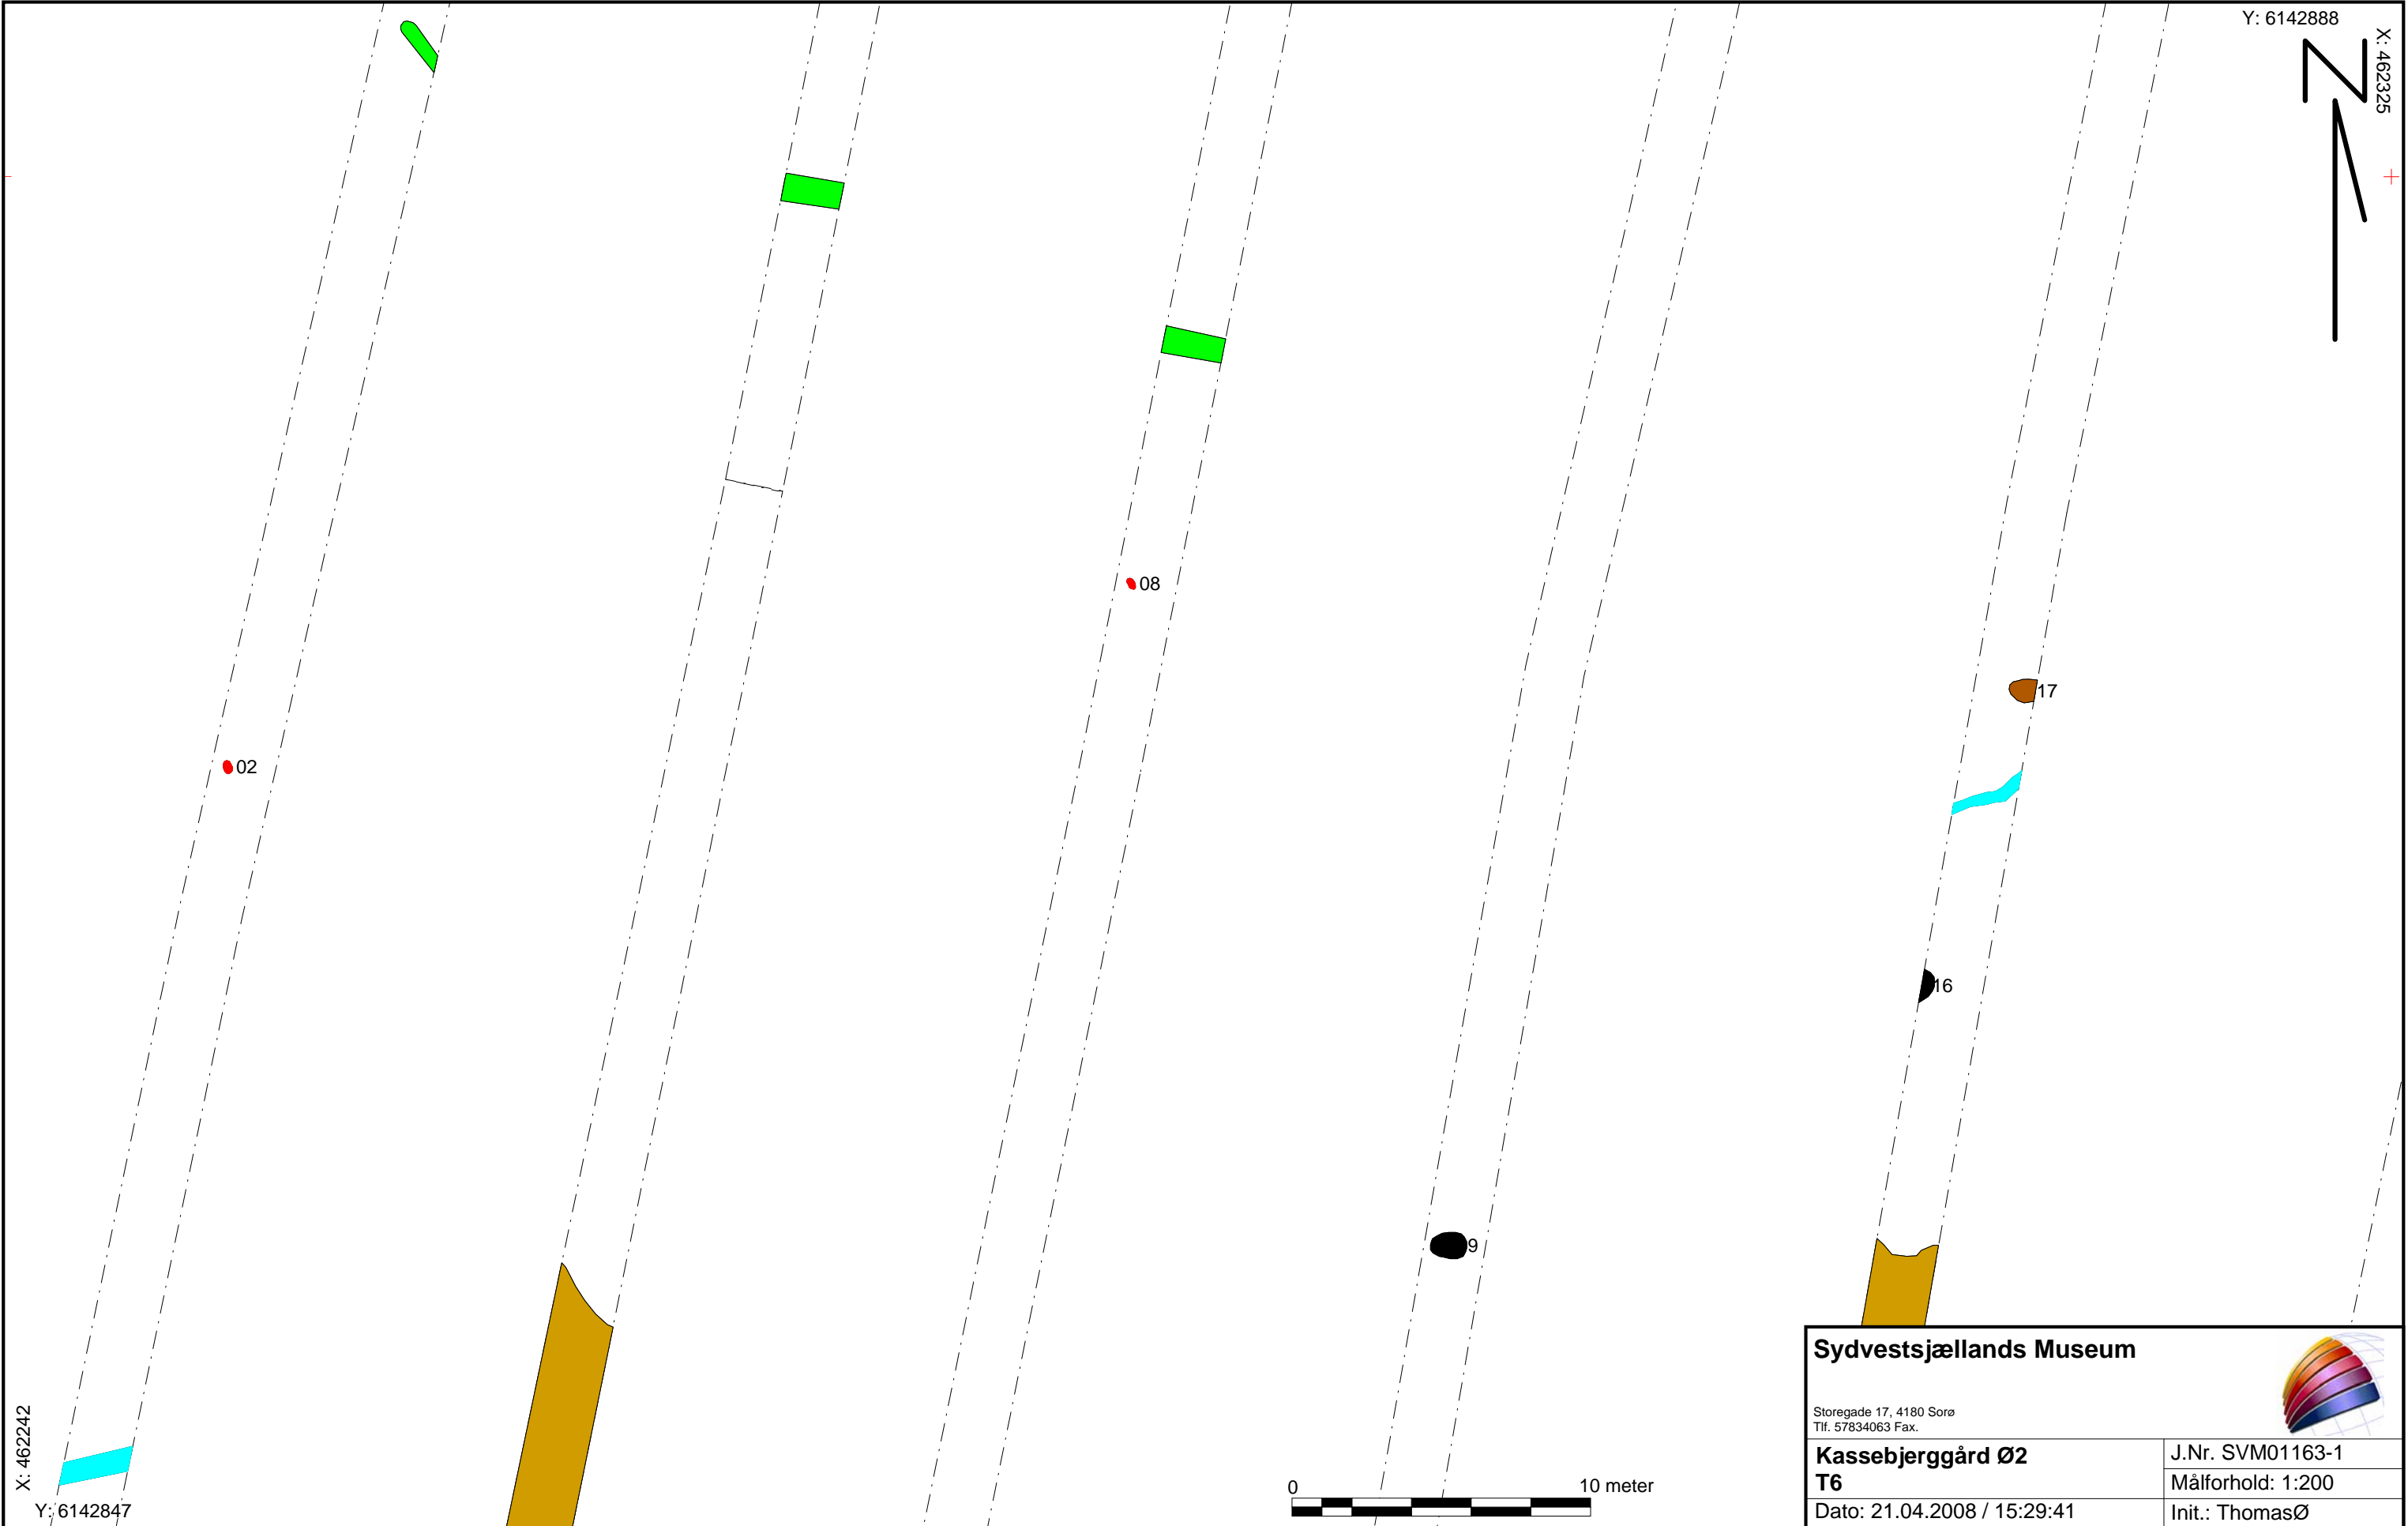 Y: 6142888
X: 462325
08
17
02
16
9
X: 462242
Y: 6142847
0
10 meter
Sydvestsjællands Museum
Storegade 17, 4180 Sorø
Tlf. 57834063 Fax.
Kassebjerggård Ø2
T6
J.Nr. SVM01163-1
Målforhold: 1:200
Dato: 21.04.2008 / 15:29:41
Init.: ThomasØ